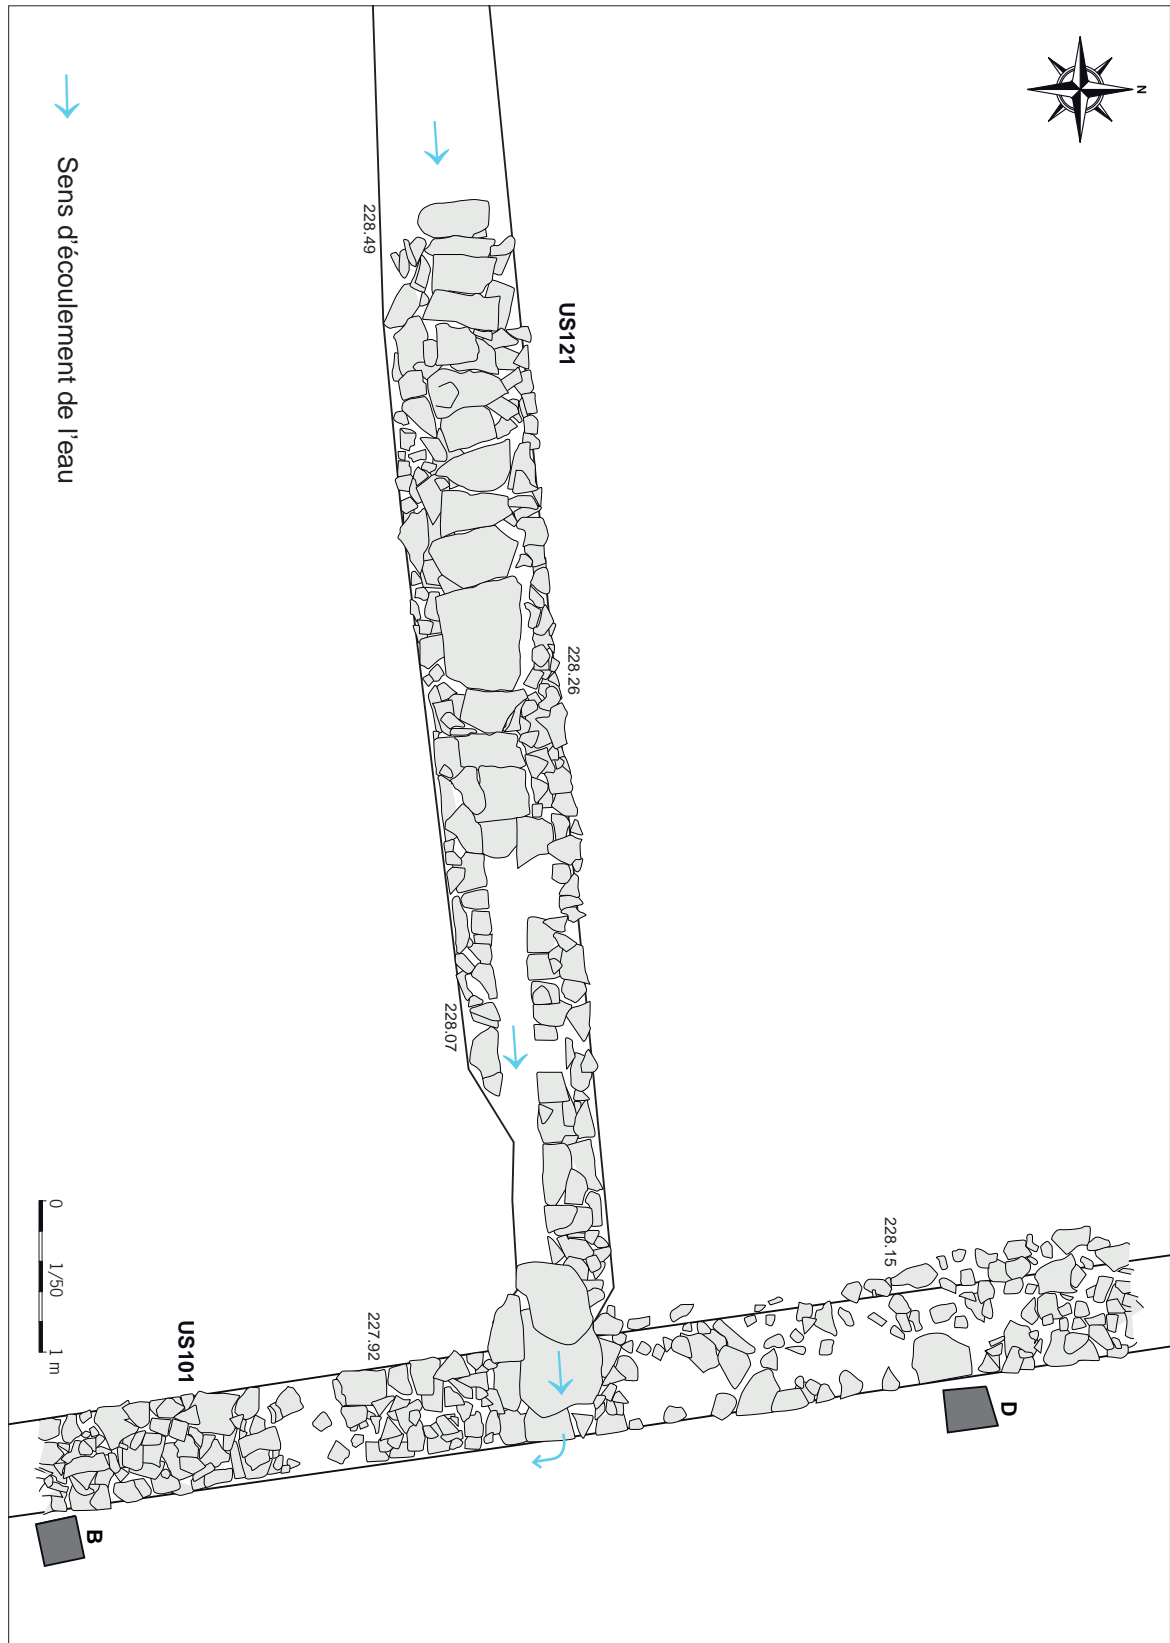 N
Sens d'écoulement de l'eau
228.49
US121
228.26
228.07
228.15
227.92
US101
D
B
0
1/50
1 m